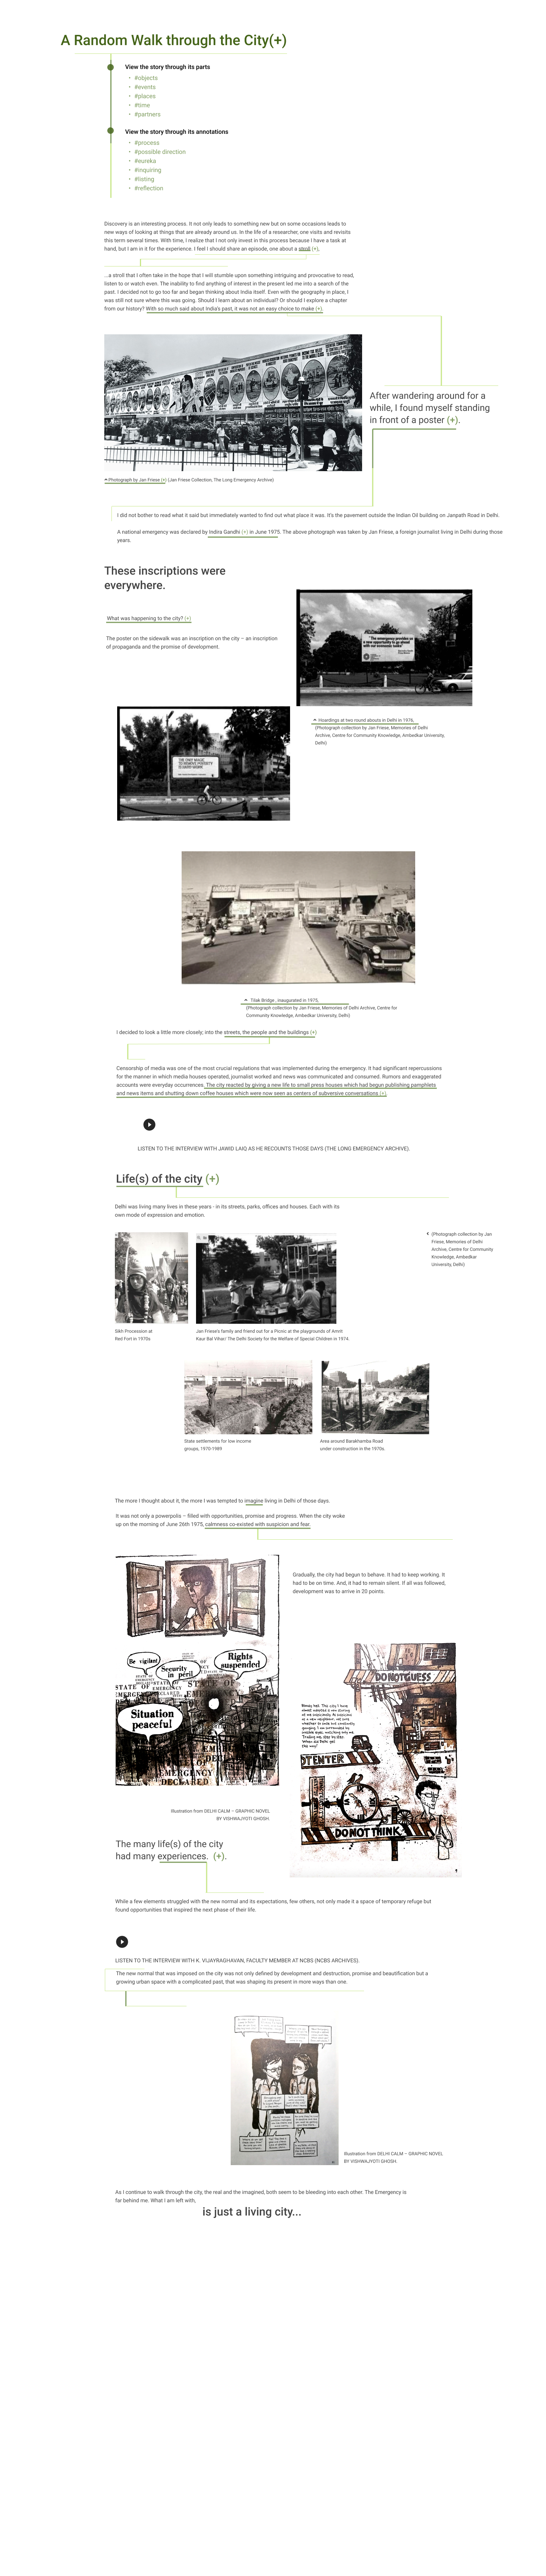 A Random Walk through the City(+)
View the story through its parts
#objects
#events
#places
#time
#partners
View the story through its annotations
#process
#possible direction
#eureka
#inquiring
#listing
#reflection
Discovery is an interesting process. It not only leads to something new but on some occasions leads to
new ways of looking at things that are already around us. In the life of a researcher, one visits and revisits
this term several times. With time, I realize that I not only invest in this process because I have a task at
hand, but I am in it for the experience. I feel I should share an episode, one about a stroll (+),
...a stroll that I often take in the hope that I will stumble upon something intriguing and provocative to read,
listen to or watch even. The inability to find anything of interest in the present led me into a search of the
past. I decided not to go too far and began thinking about India itself. Even with the geography in place, I
was still not sure where this was going. Should I learn about an individual? Or should I explore a chapter
from our history? With so much said about India's past, it was not an easy choice to make (+).
After wandering around for a
while, I found myself standing
in front of a poster (+).
Photograph by Jan Friese (+) (Jan Friese Collection, The Long Emergency Archive)
I did not bother to read what it said but immediately wanted to find out what place it was. It's the pavement outside the Indian Oil building on Janpath Road in Delhi.
A national emergency was declared by Indira Gandhi (+) in June 1975. The above photograph was taken by Jan Friese, a foreign journalist living in Delhi during those
years.
These inscriptions were
everywhere.
What was happening to the city? (+)
The poster on the sidewalk was an inscription on the city – an inscription
of propaganda and the promise of development.
Hoardings at two round abouts in Delhi in 1976,
(Photograph collection by Jan Friese, Memories of Delhi
Archive, Centre for Community Knowledge, Ambedkar University,
Delhi)
Tilak Bridge , inaugurated in 1975,
(Photograph collection by Jan Friese, Memories of Delhi Archive, Centre for
Community Knowledge, Ambedkar University, Delhi)
I decided to look a little more closely; into the streets, the people and the buildings (+)
Censorship of media was one of the most crucial regulations that was implemented during the emergency. It had significant repercussions
for the manner in which media houses operated, journalist worked and news was communicated and consumed. Rumors and exaggerated
accounts were everyday occurrences. The city reacted by giving a new life to small press houses which had begun publishing pamphlets
and news items and shutting down coffee houses which were now seen as centers of subversive conversations (+).
LISTEN TO THE INTERVIEW WITH JAWID LAIQ AS HE RECOUNTS THOSE DAYS (THE LONG EMERGENCY ARCHIVE).
Life(s) of the city (+)
Delhi was living many lives in these years - in its streets, parks, offices and houses. Each with its
own mode of expression and emotion.
(Photograph collection by Jan
Friese, Memories of Delhi
Archive, Centre for Community
Knowledge, Ambedkar
University, Delhi)
Sikh Procession at
Red Fort in 1970s
Jan Friese's family and friend out for a Picnic at the playgrounds of Amrit
Kaur Bal Vihar/ The Delhi Society for the Welfare of Special Children in 1974.
State settlements for low income
groups, 1970-1989.
Area around Barakhamba Road
under construction in the 1970s.
The more I thought about it, the more I was tempted to imagine living in Delhi of those days.
It was not only a powerpolis – filled with opportunities, promise and progress. When the city woke
up on the morning of June 26th 1975, calmness co-existed with suspicion and fear.
Gradually, the city had begun to behave. It had to keep working. It
had to be on time. And, it had to remain silent. If all was followed,
development was to arrive in 20 points.
Be vigilant
Security
in peril
Rights
suspended
Situation
peaceful
EMERGENCY
DECLARED
DO NOT GUESS
DO NOT THINK
Illustration from DELHI CALM – GRAPHIC NOVEL
BY VISHWAJYOTI GHOSH.
The many life(s) of the city
had many experiences. (+).
While a few elements struggled with the new normal and its expectations, few others, not only made it a space of temporary refuge but
found opportunities that inspired the next phase of their life.
LISTEN TO THE INTERVIEW WITH K. VIJAYRAGHAVAN, FACULTY MEMBER AT NCBS (NCBS ARCHIVES).
The new normal that was imposed on the city was not only defined by development and destruction, promise and beautification but a
growing urban space with a complicated past, that was shaping its present in more ways than one.
Illustration from DELHI CALM – GRAPHIC NOVEL
BY VISHWAJYOTI GHOSH.
As I continue to walk through the city, the real and the imagined, both seem to be bleeding into each other. The Emergency is
far behind me. What I am left with,
is just a living city...